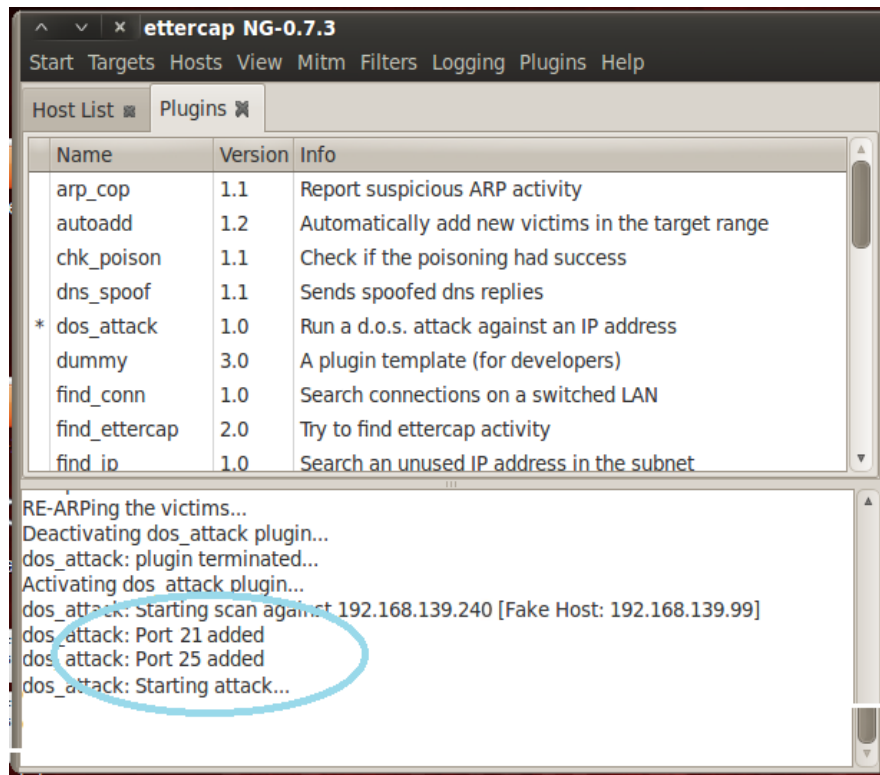 ettercap NG-0.7.3
Start Targets Hosts View Mitm Filters Logging Plugins Help
Host List Plugins
Name Version Info
arp_cop 1.1 Report suspicious ARP activity
autoadd 1.2 Automatically add new victims in the target range
chk_poison 1.1 Check if the poisoning had success
dns_spoof 1.1 Sends spoofed dns replies
* dos_attack 1.0 Run a d.o.s. attack against an IP address
dummy 3.0 A plugin template (for developers)
find_conn 1.0 Search connections on a switched LAN
find_ettercap 2.0 Try to find ettercap activity
find_ip 1.0 Search an unused IP address in the subnet
RE-ARPing the victims...
Deactivating dos_attack plugin...
dos_attack: plugin terminated...
Activating dos_attack plugin...
dos_attack: Starting scan against 192.168.139.240 [Fake Host: 192.168.139.99]
dos_attack: Port 21 added
dos_attack: Port 25 added
dos_attack: Starting attack...